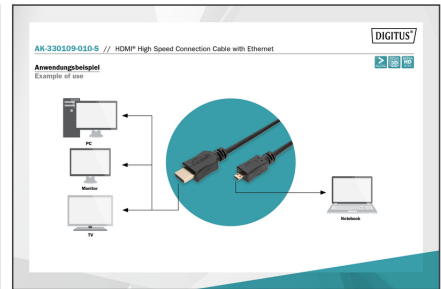 DIGITUS®
AK-330109-010-S // HDMI® High Speed Connection Cable with Ethernet
Anwendungsbeispiel
Example of use
PC
Monitor
TV
Notebook